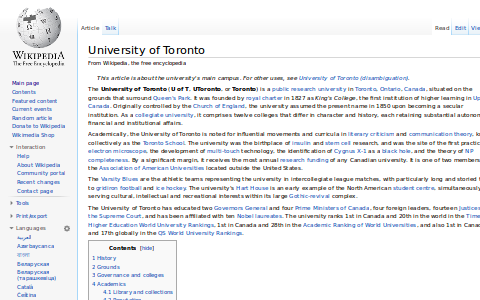 WIKIPEDIA
The Free Encyclopedia
Main page
Contents
Featured content
Current events
Random article
Donate to Wikipedia
Wikimedia Shop
Interaction
Help
About Wikipedia
Community portal
Recent changes
Contact page
Tools
Print/export
Languages
العربية
Azərbaycanca
বাংলা
Беларуская
Беларуская
(тарашкевіца)
Català
Čeština
Article Talk
Read Edit
University of Toronto
From Wikipedia, the free encyclopedia
This article is about the university's main campus. For other uses, see University of Toronto (disambiguation).
The University of Toronto (U of T, UToronto, or Toronto) is a public research university in Toronto, Ontario, Canada, situated on the
grounds that surround Queen's Park. It was founded by royal charter in 1827 as King's College, the first institution of higher learning in
Canada. Originally controlled by the Church of England, the university assumed the present name in 1850 upon becoming a secular
institution. As a collegiate university, it comprises twelve colleges that differ in character and history, each retaining substantial
financial and institutional affairs.
Academically, the University of Toronto is noted for influential movements and curricula in literary criticism and communication theory,
collectively as the Toronto School. The university was the birthplace of insulin and stem cell research, and was the site of the first
electron microscope, the development of multi-touch technology, the identification of Cygnus X-1 as a black hole, and the theory of NP
completeness. By a significant margin, it receives the most annual research funding of any Canadian university. It is one of two
the Association of American Universities located outside the United States.
The Varsity Blues are the athletic teams representing the university in intercollegiate league matches, with particularly long and
to gridiron football and ice hockey. The university's Hart House is an early example of the North American student centre, simultaneously
serving cultural, intellectual and recreational interests within its large Gothic-revival complex.
The University of Toronto has educated two Governors General and four Prime Ministers of Canada, four foreign leaders, fourteen Justices
the Supreme Court, and has been affiliated with ten Nobel laureates. The university ranks 1st in Canada and 20th in the world in the
Higher Education World University Rankings, 1st in Canada and 28th in the Academic Ranking of World Universities, and also 1st in
and 17th globally in the QS World University Rankings.
Contents [hide]
1 History
2 Grounds
3 Governance and colleges
4 Academics
4.1 Library and collections